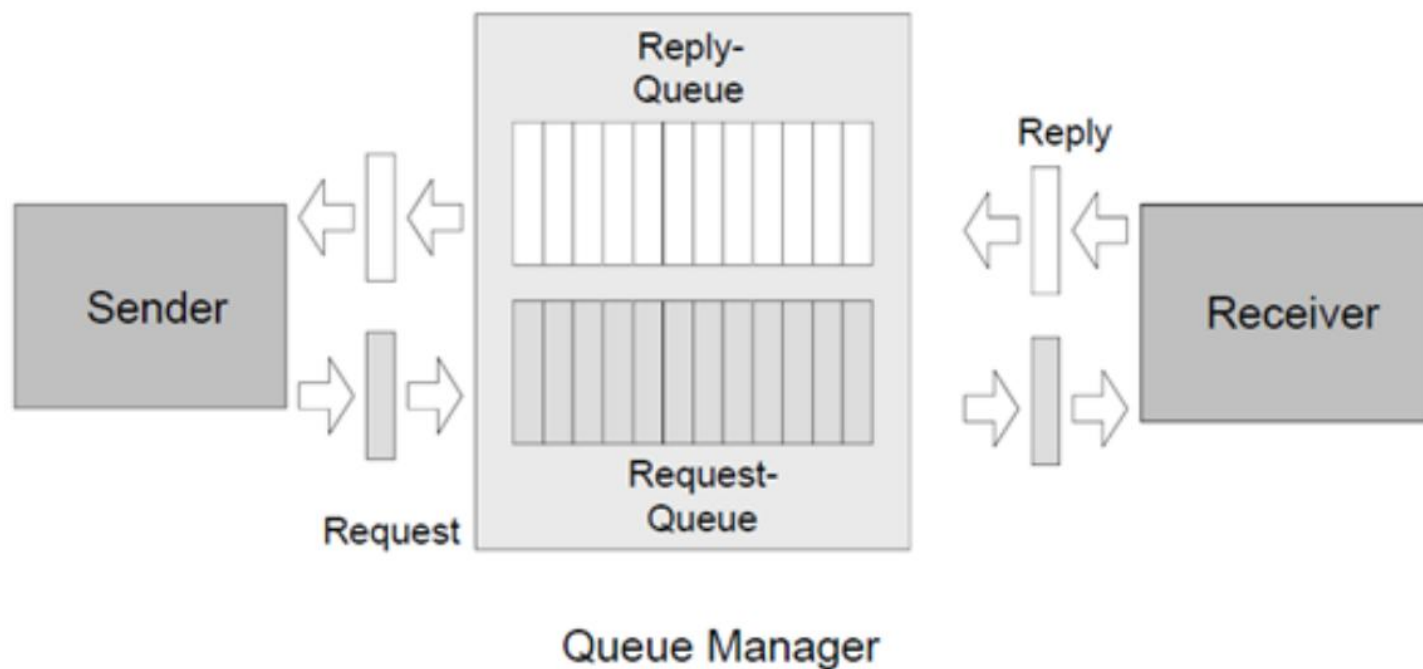 Reply-
Queue
Reply
Sender
Receiver
Request-
Queue
Request
Queue Manager